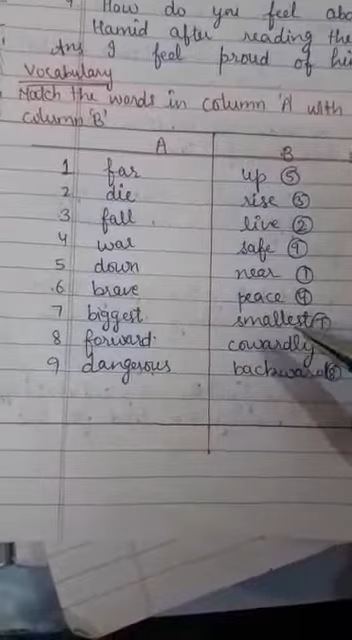 How do you feel abo
Hamid after reading the
Ans I feel proud of hi
Vocabulary
Match the words in column 'A' with
column 'B'
A B
1 far up ⑤
2 die rise ③
3 fall live ②
4 war safe ⑨
5 down near ①
6 brave peace ④
7 biggest smallest ⑦
8 forward cowardly
9 dangerous backward ⑧